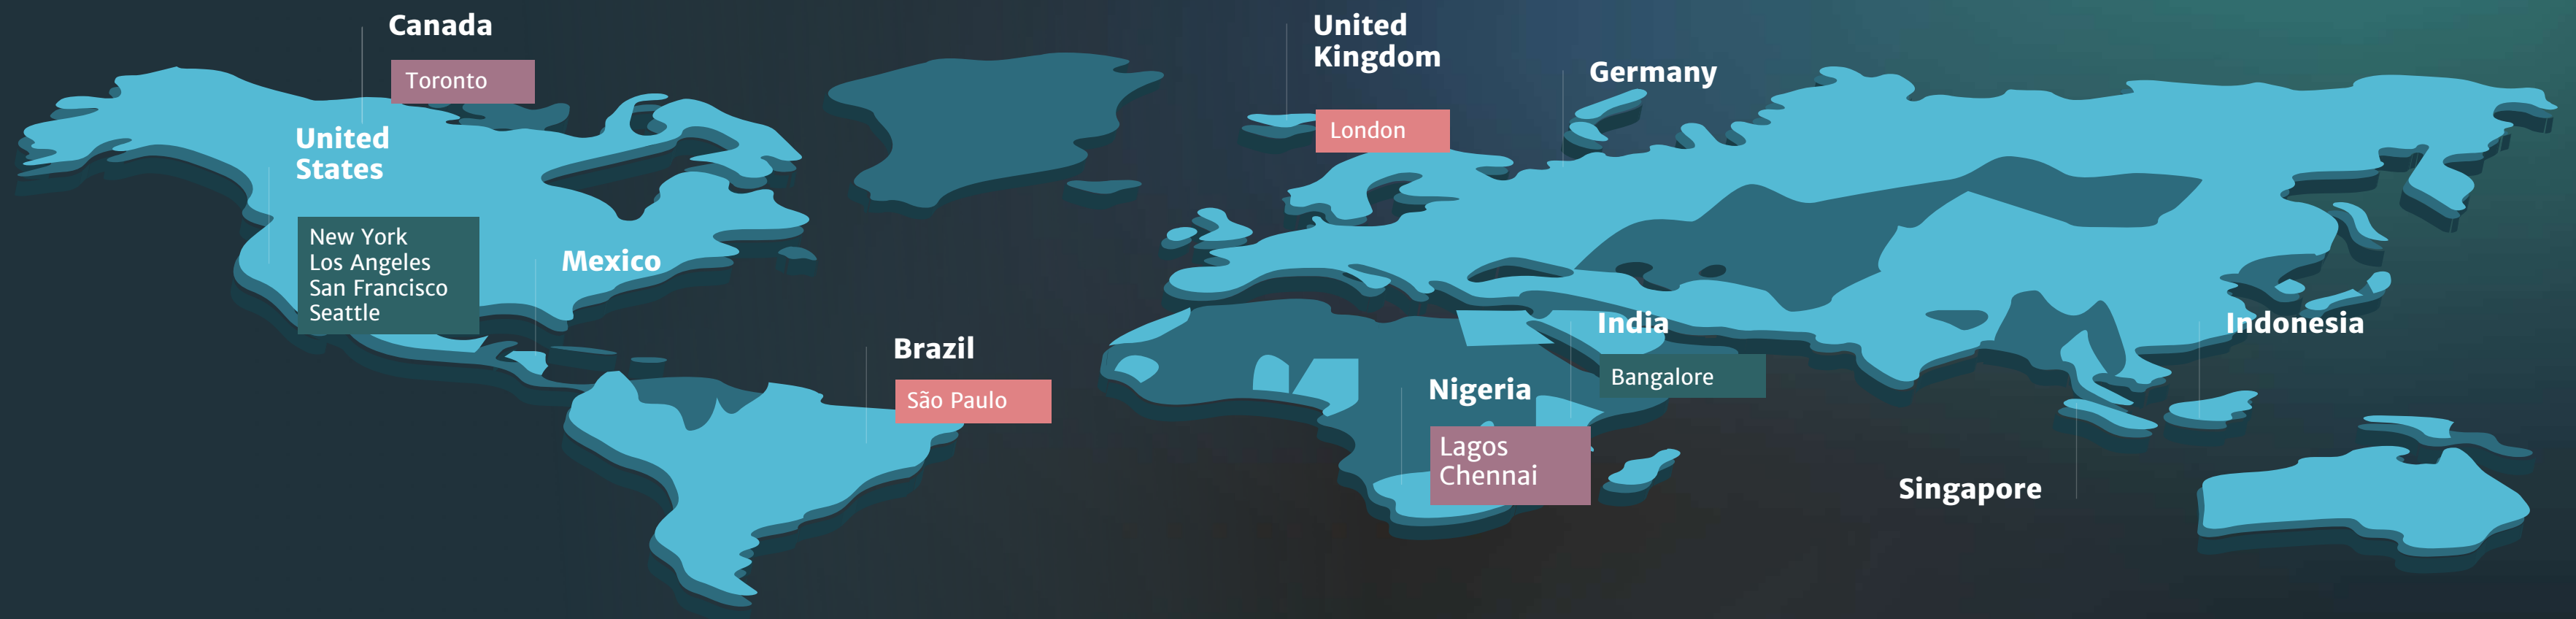 Canada
Toronto
United
States
New York
Los Angeles
San Francisco
Seattle
Mexico
Brazil
São Paulo
United
Kingdom
London
Germany
India
Bangalore
Nigeria
Lagos
Chennai
Singapore
Indonesia